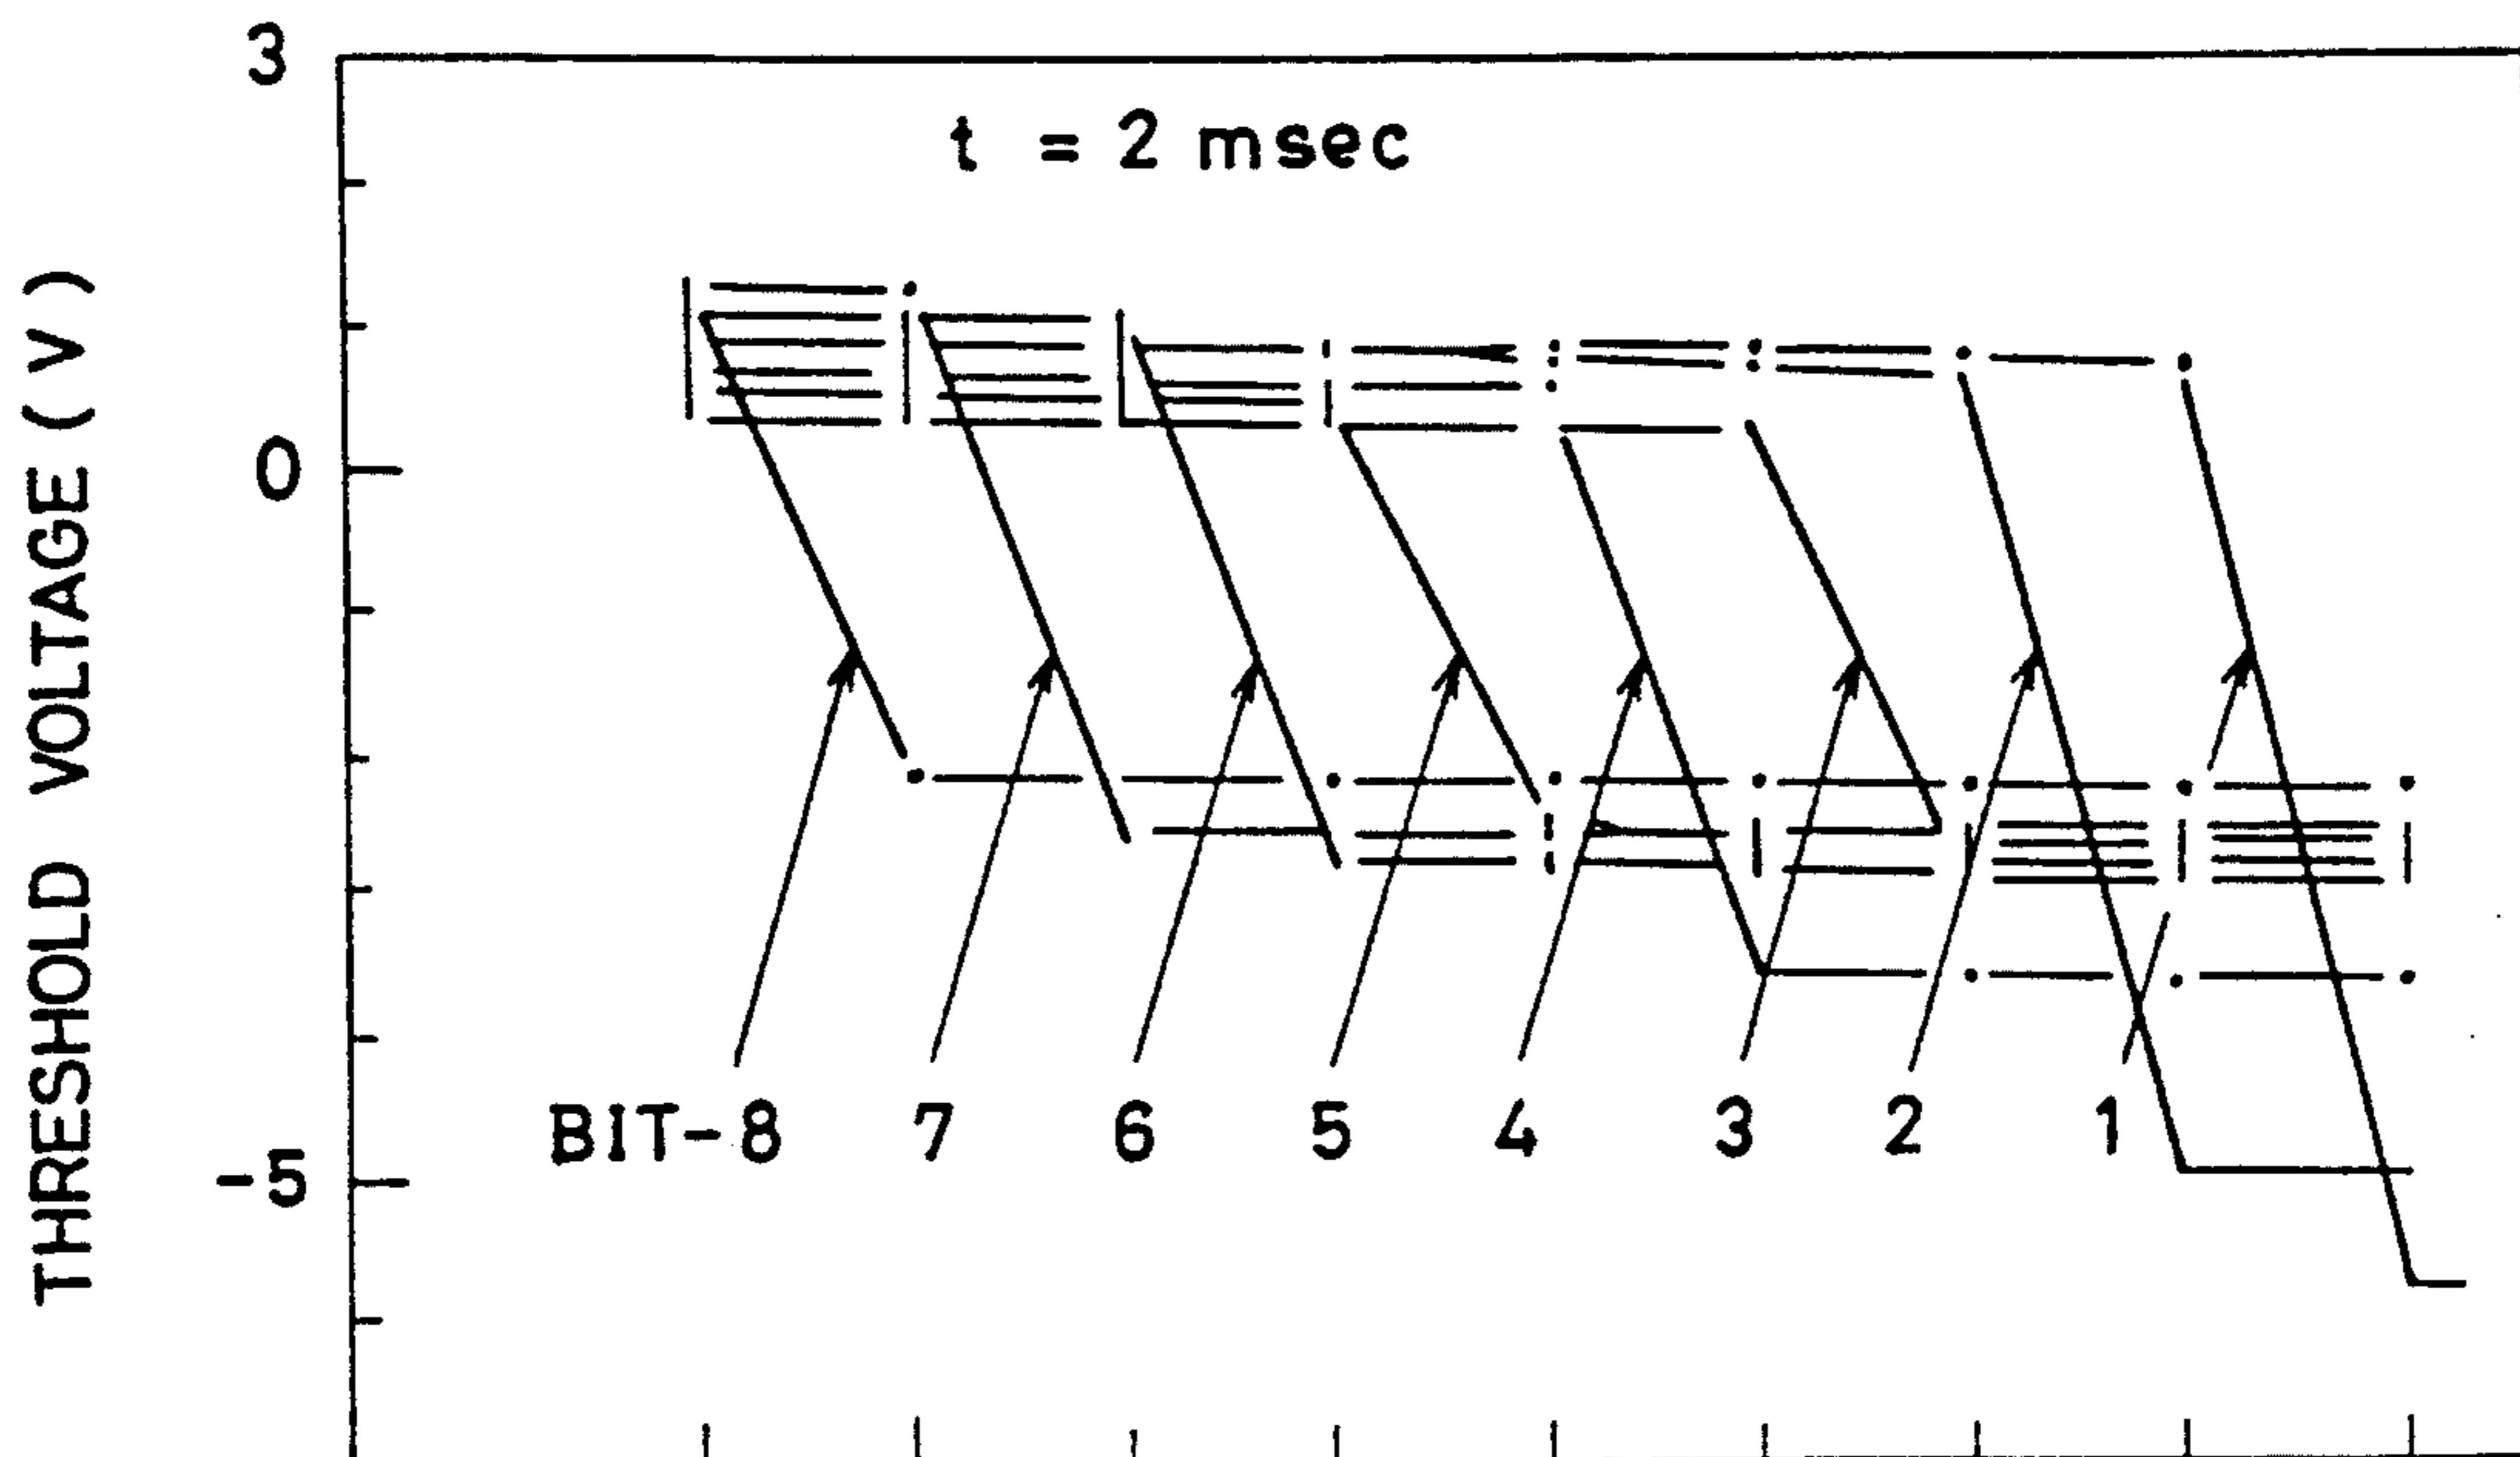 3
t = 2 msec
0
THRESHOLD VOLTAGE (V)
BIT-8 7 6 5 4 3 2 1
-5